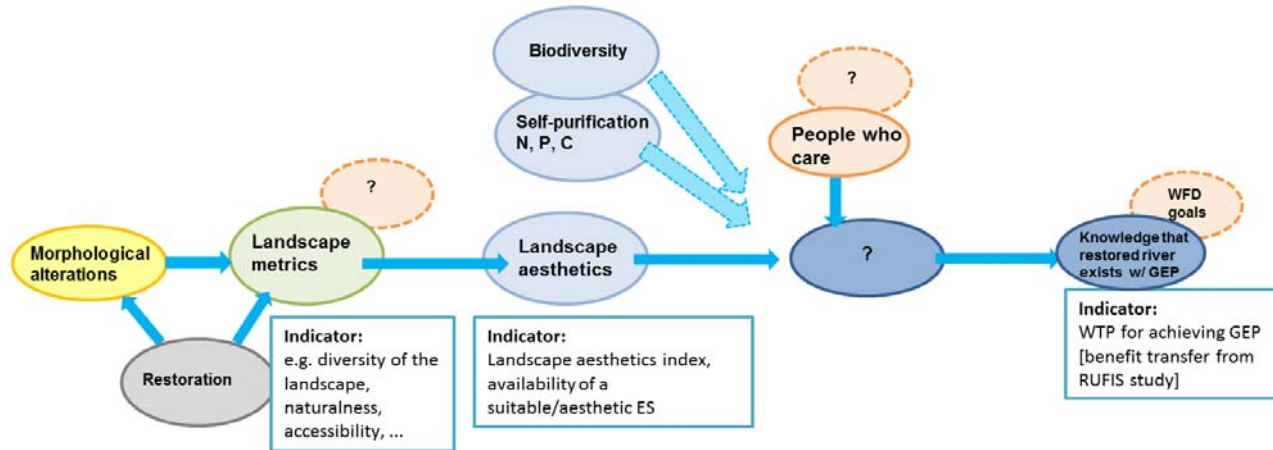 Biodiversity
Self-purification
N, P, C
?
People who
care
?
WFD
goals
Morphological
alterations
Landscape
metrics
Landscape
aesthetics
?
Knowledge that
restored river
exists w/ GEP
Restoration
Indicator:
e.g. diversity of the
landscape,
naturalness,
accessibility, ...
Indicator:
Landscape aesthetics index,
availability of a
suitable/aesthetic ES
Indicator:
WTP for achieving GEP
[benefit transfer from
RUFIS study]